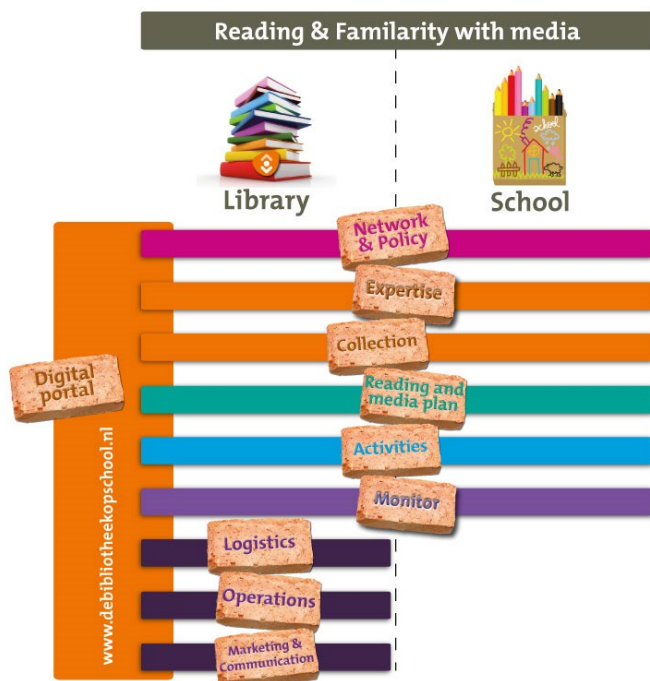 Reading & Familarity with media
school
Library
School
Network
& Policy
Expertise
Collection
Digital
portal
Reading and
media plan
Activities
Monitor
Logistics
Operations
Marketing &
Communication
www.debibliotheekopschool.nl